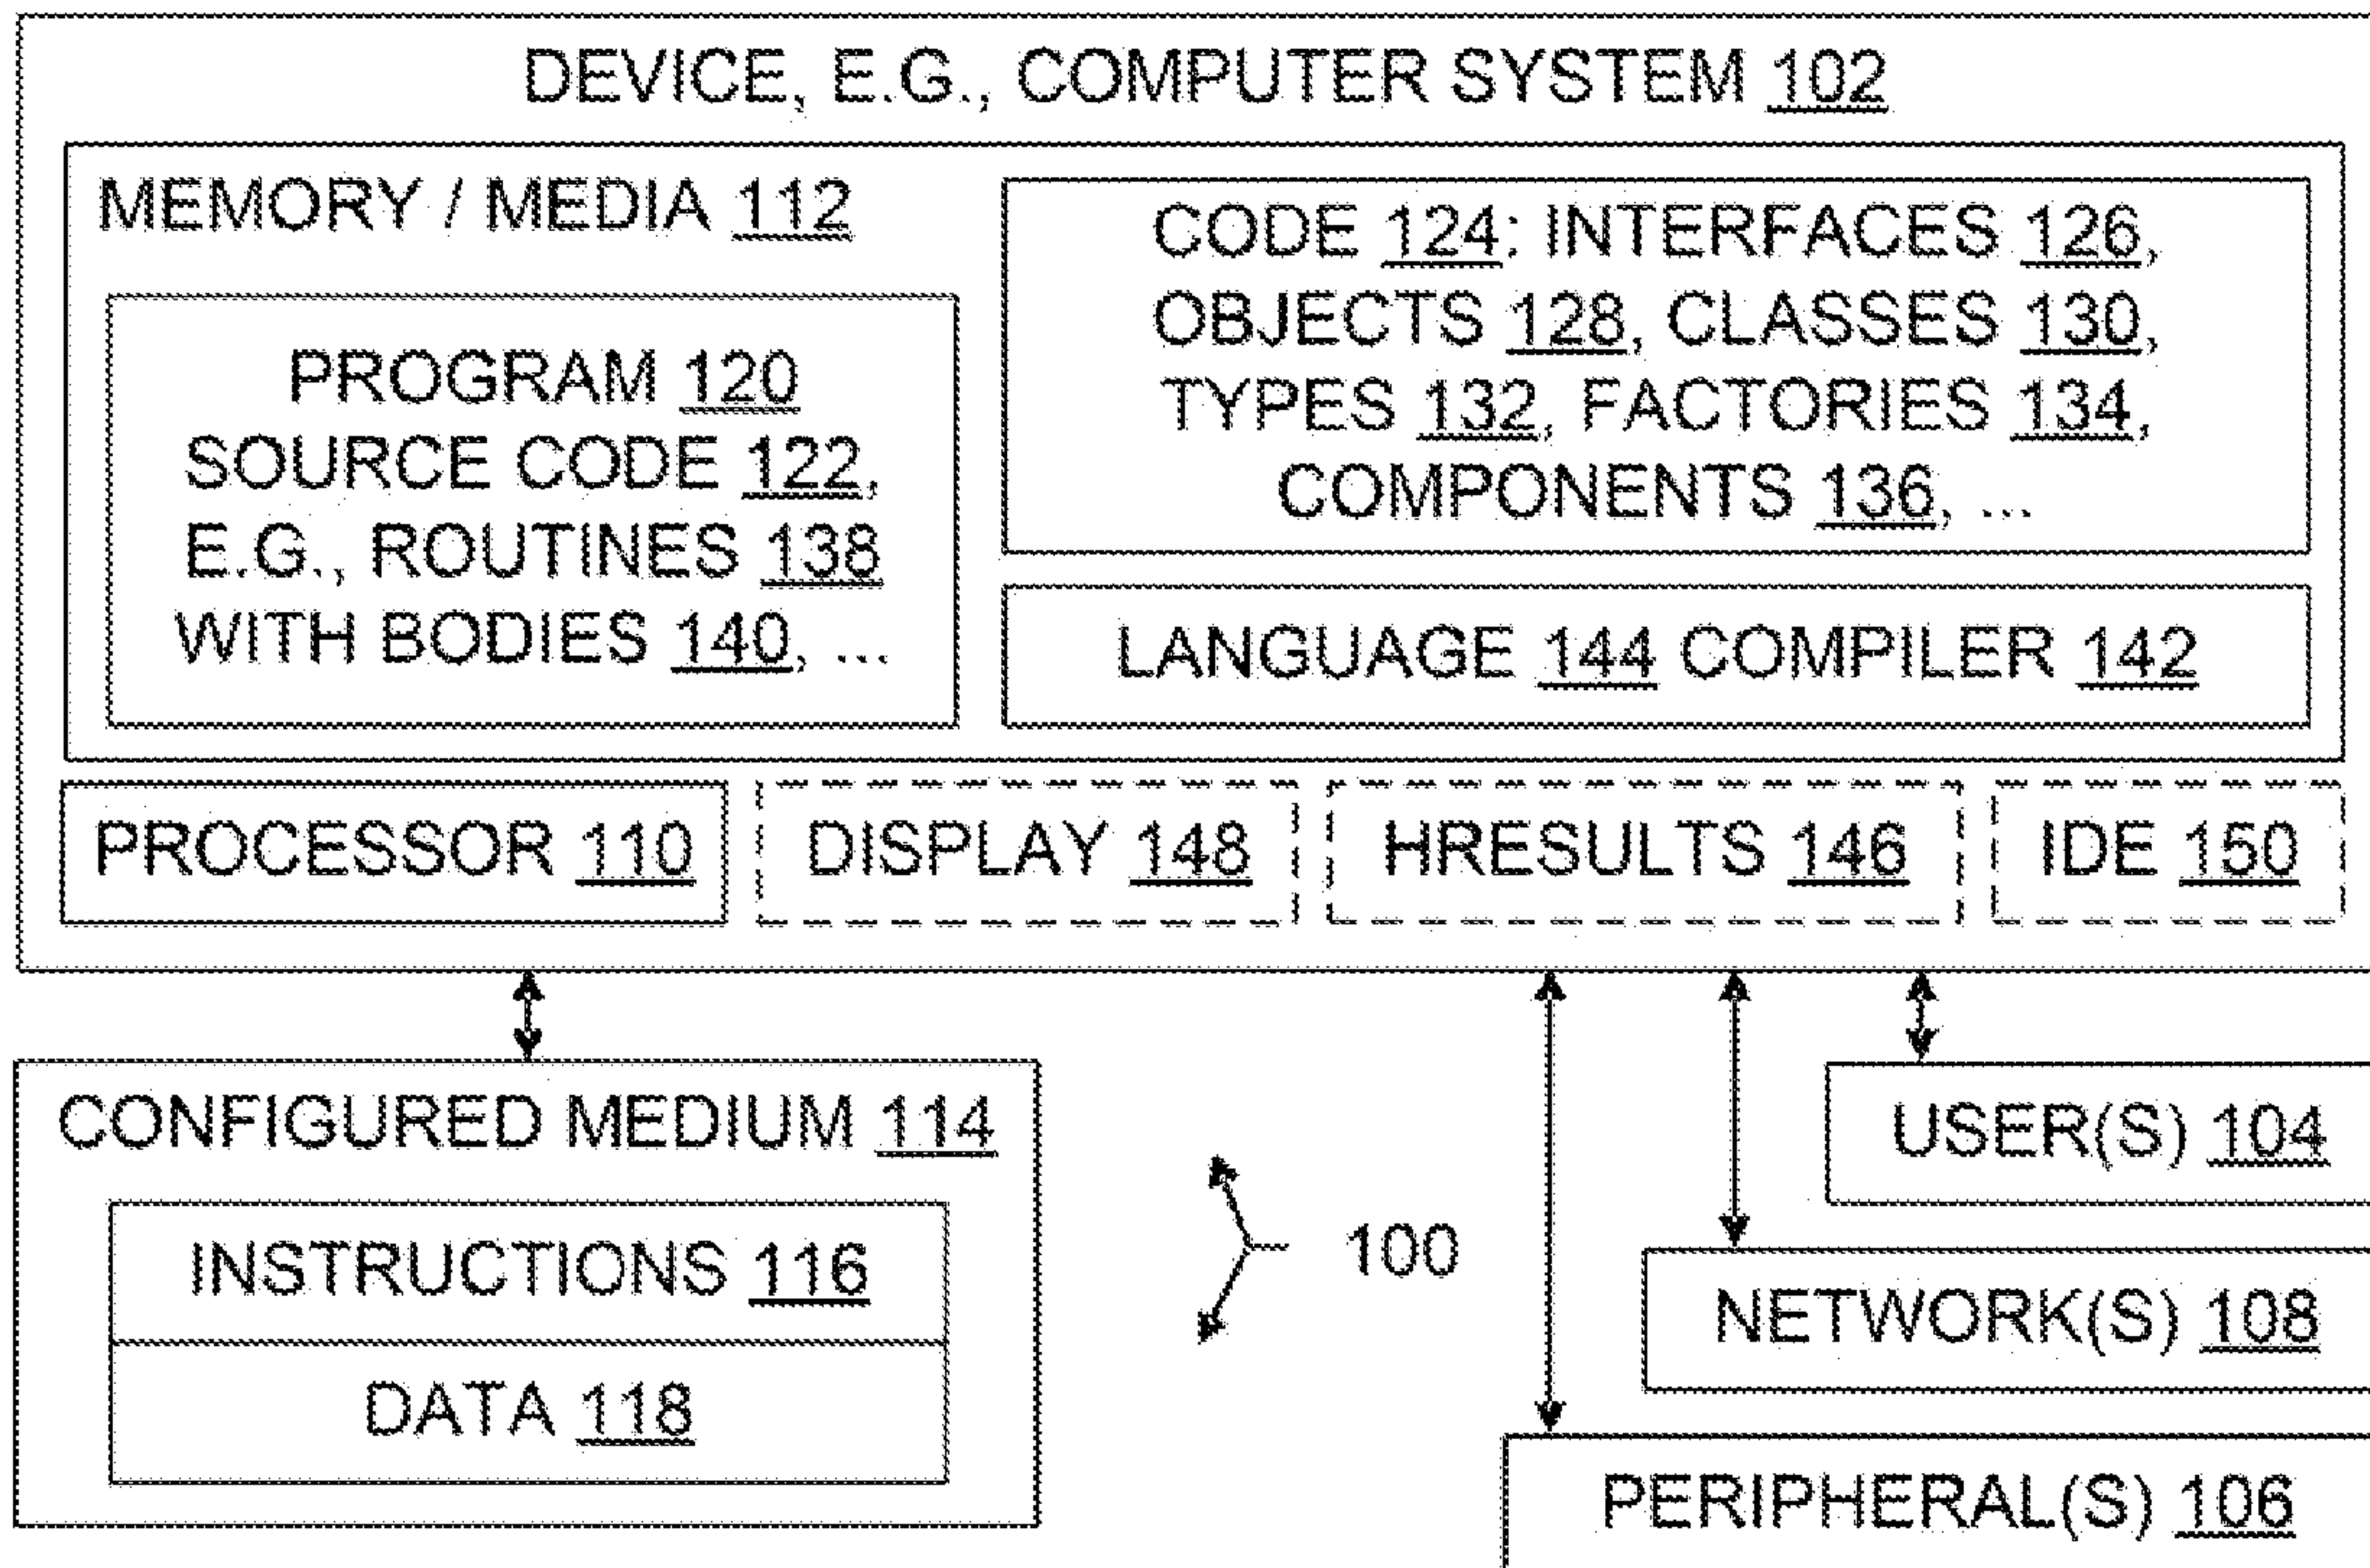 DEVICE, E.G., COMPUTER SYSTEM 102
MEMORY / MEDIA 112
PROGRAM 120
SOURCE CODE 122,
E.G., ROUTINES 138
WITH BODIES 140, ...
CODE 124: INTERFACES 126,
OBJECTS 128, CLASSES 130,
TYPES 132, FACTORIES 134,
COMPONENTS 136, ...
LANGUAGE 144 COMPILER 142
PROCESSOR 110
DISPLAY 148
HRESULTS 146
IDE 150
CONFIGURED MEDIUM 114
INSTRUCTIONS 116
DATA 118
100
USER(S) 104
NETWORK(S) 108
PERIPHERAL(S) 106